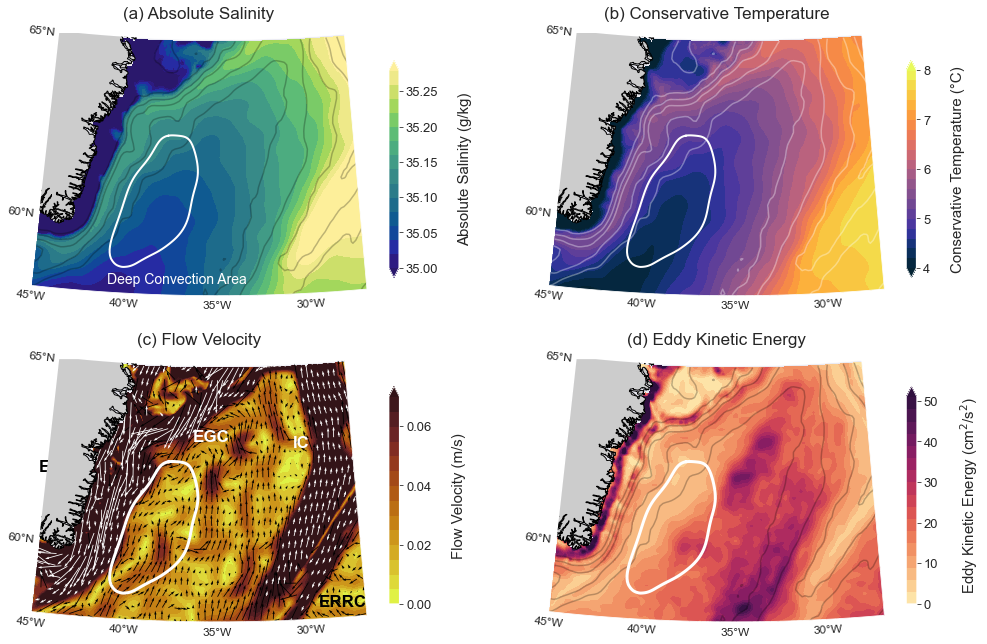 (a) Absolute Salinity
65°N
60°N
45°W
40°W
35°W
30°W
Deep Convection Area
35.25
35.20
35.15
35.10
35.05
35.00
Absolute Salinity (g/kg)
(b) Conservative Temperature
65°N
60°N
45°W
40°W
35°W
30°W
8
7
6
5
4
Conservative Temperature (°C)
(c) Flow Velocity
65°N
60°N
45°W
40°W
35°W
30°W
EGC
IC
E
ERRC
0.06
0.04
0.02
0.00
Flow Velocity (m/s)
(d) Eddy Kinetic Energy
65°N
60°N
45°W
40°W
35°W
30°W
50
40
30
20
10
0
Eddy Kinetic Energy (cm²/s²)